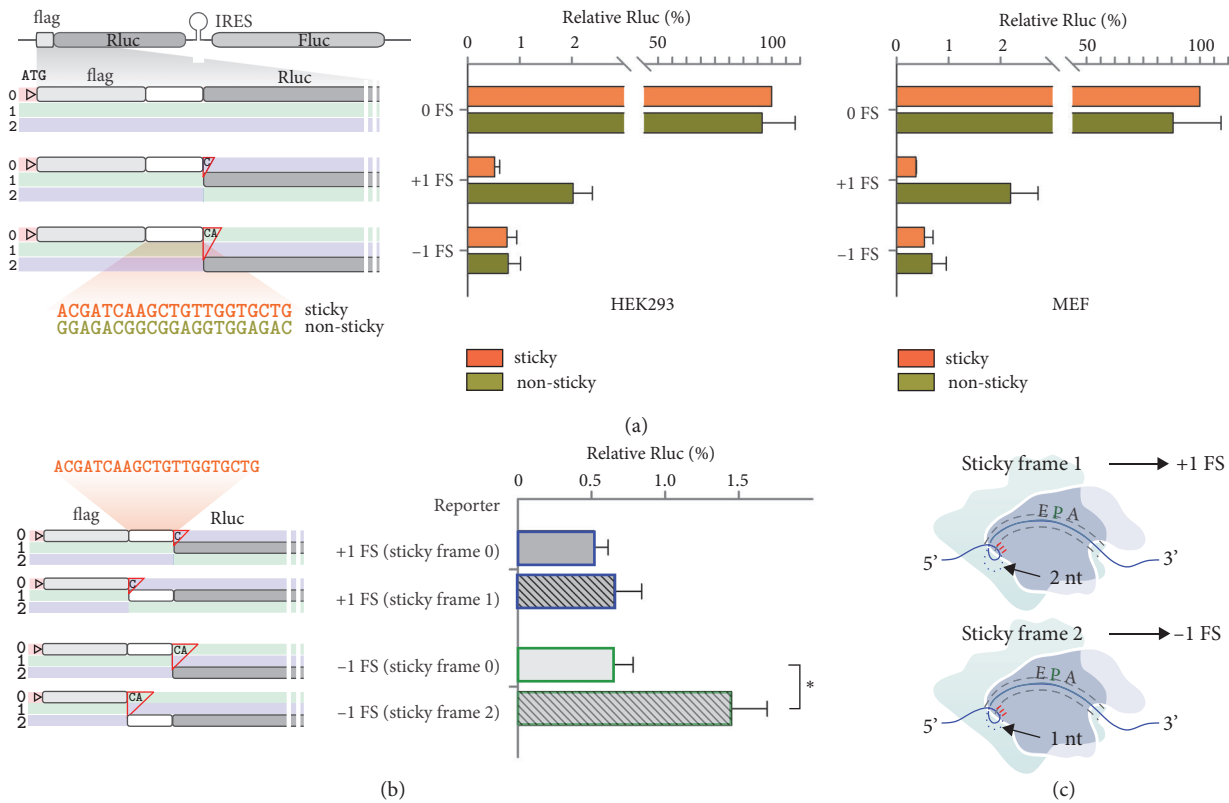 flag
IRES
Rluc
Fluc
ATG
flag
Rluc
0
1
2
0
C
1
2
0
CA
1
2
ACGATCAAGCTGTTGGTGCTG sticky
GGAGACGGCGGAGGTGGAGAC non-sticky
Relative Rluc (%)
0 1 2 50 100
0 FS
+1 FS
−1 FS
HEK293
sticky
non-sticky
Relative Rluc (%)
0 1 2 50 100
0 FS
+1 FS
−1 FS
MEF
sticky
non-sticky
(a)
ACGATCAAGCTGTTGGTGCTG
flag
Rluc
0
C
1
2
0
C
1
2
0
CA
1
2
0
CA
1
2
Relative Rluc (%)
0 0.5 1.0 1.5
Reporter
+1 FS (sticky frame 0)
+1 FS (sticky frame 1)
−1 FS (sticky frame 0)
−1 FS (sticky frame 2)
*
(b)
Sticky frame 1 +1 FS
E P A
5’ 3’
2 nt
Sticky frame 2 −1 FS
E P A
5’ 3’
1 nt
(c)